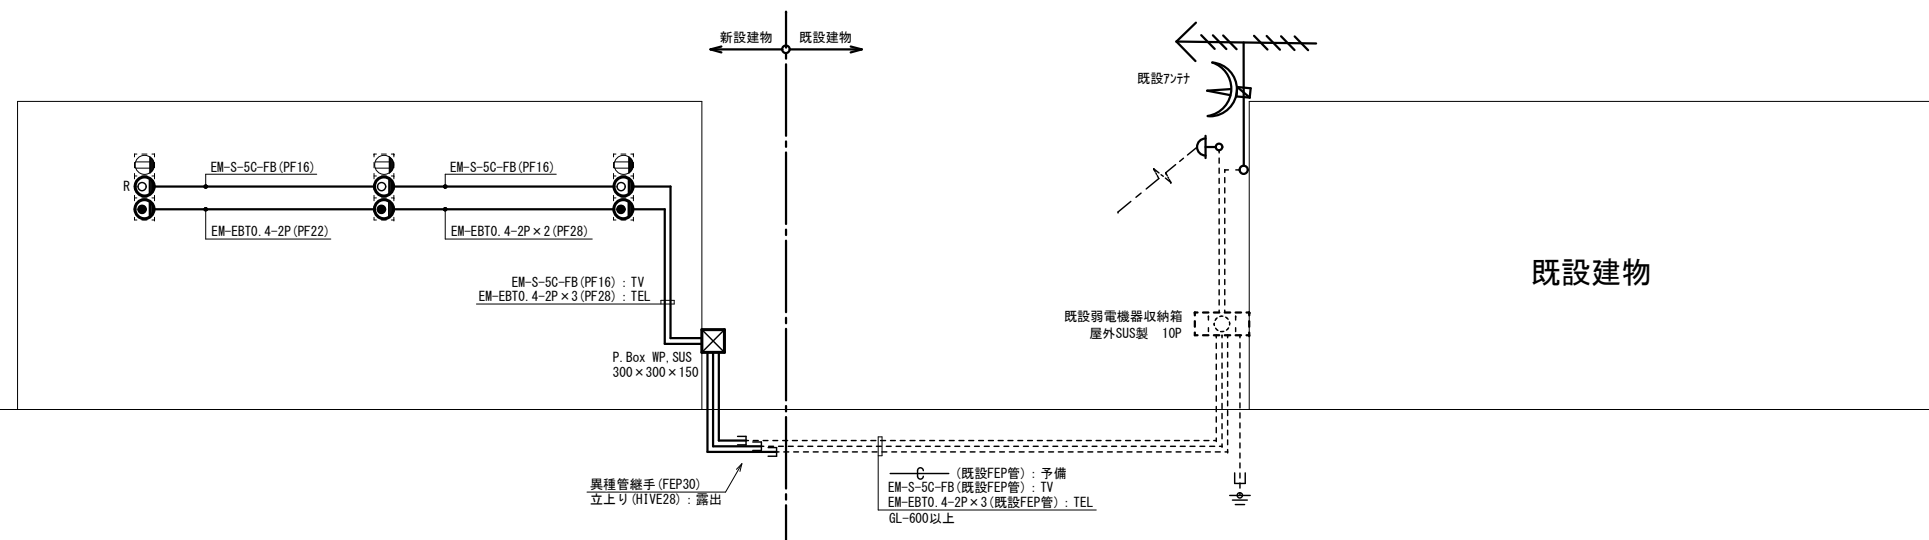 新設建物
既設建物
既設アンテナ
EM-S-5C-FB(PF16)
EM-S-5C-FB(PF16)
R
EM-EBT0.4-2P(PF22)
EM-EBT0.4-2P×2(PF28)
既設建物
EM-S-5C-FB(PF16) : TV
EM-EBT0.4-2P×3(PF28) : TEL
既設弱電機器収納箱
屋外SUS製 10P
P.Box WP,SUS
300×300×150
異種管継手(FEP30)
立上り(HIVE28) : 露出
C (既設FEP管) : 予備
EM-S-5C-FB(既設FEP管) : TV
EM-EBT0.4-2P×3(既設FEP管) : TEL
GL-600以上